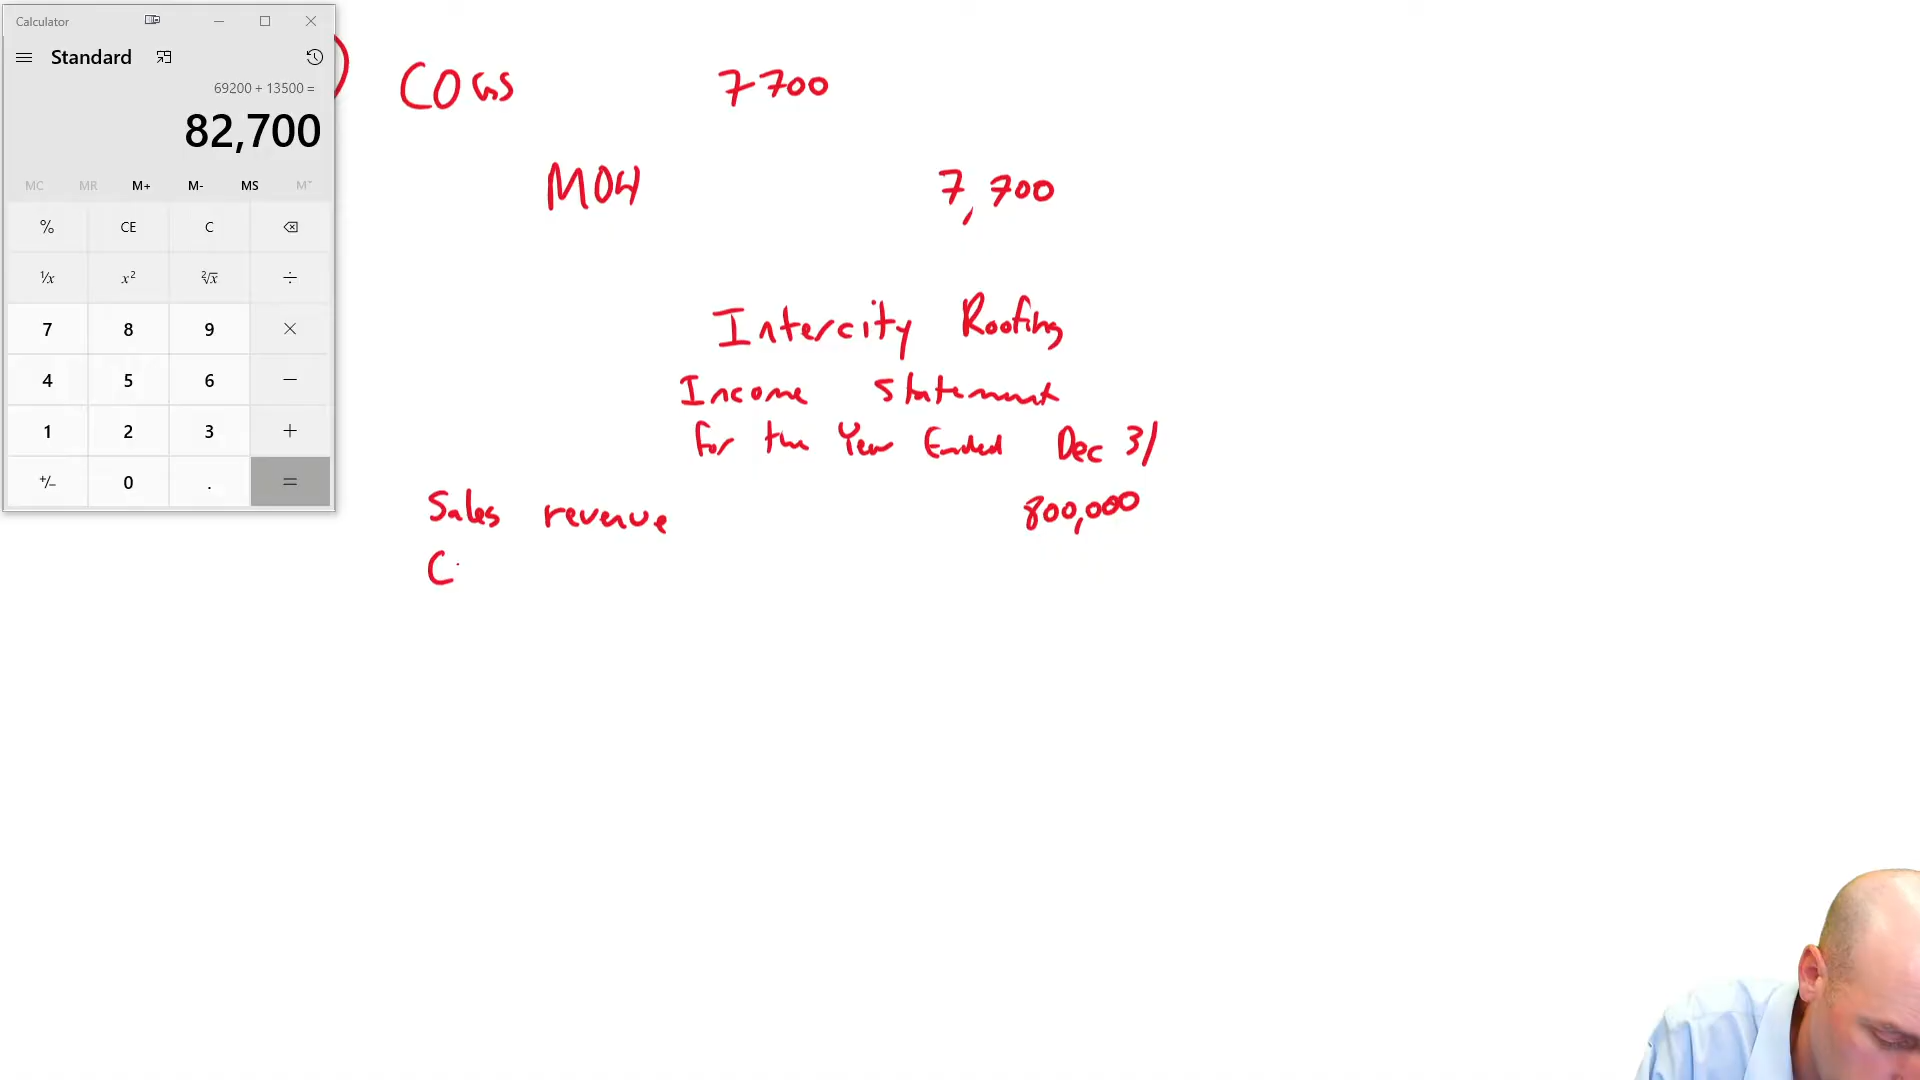 Calculator
Standard
69200 + 13500 =
82,700
MC MR M+ M- MS M˅
% CE C
¹/x x² ²√x ÷
7 8 9 ×
4 5 6 −
1 2 3 +
+/− 0 . =
COGS 7700
MOH 7,700
Intercity Roofing
Income Statement
For the Year Ended Dec 31
Sales revenue 800,000
C